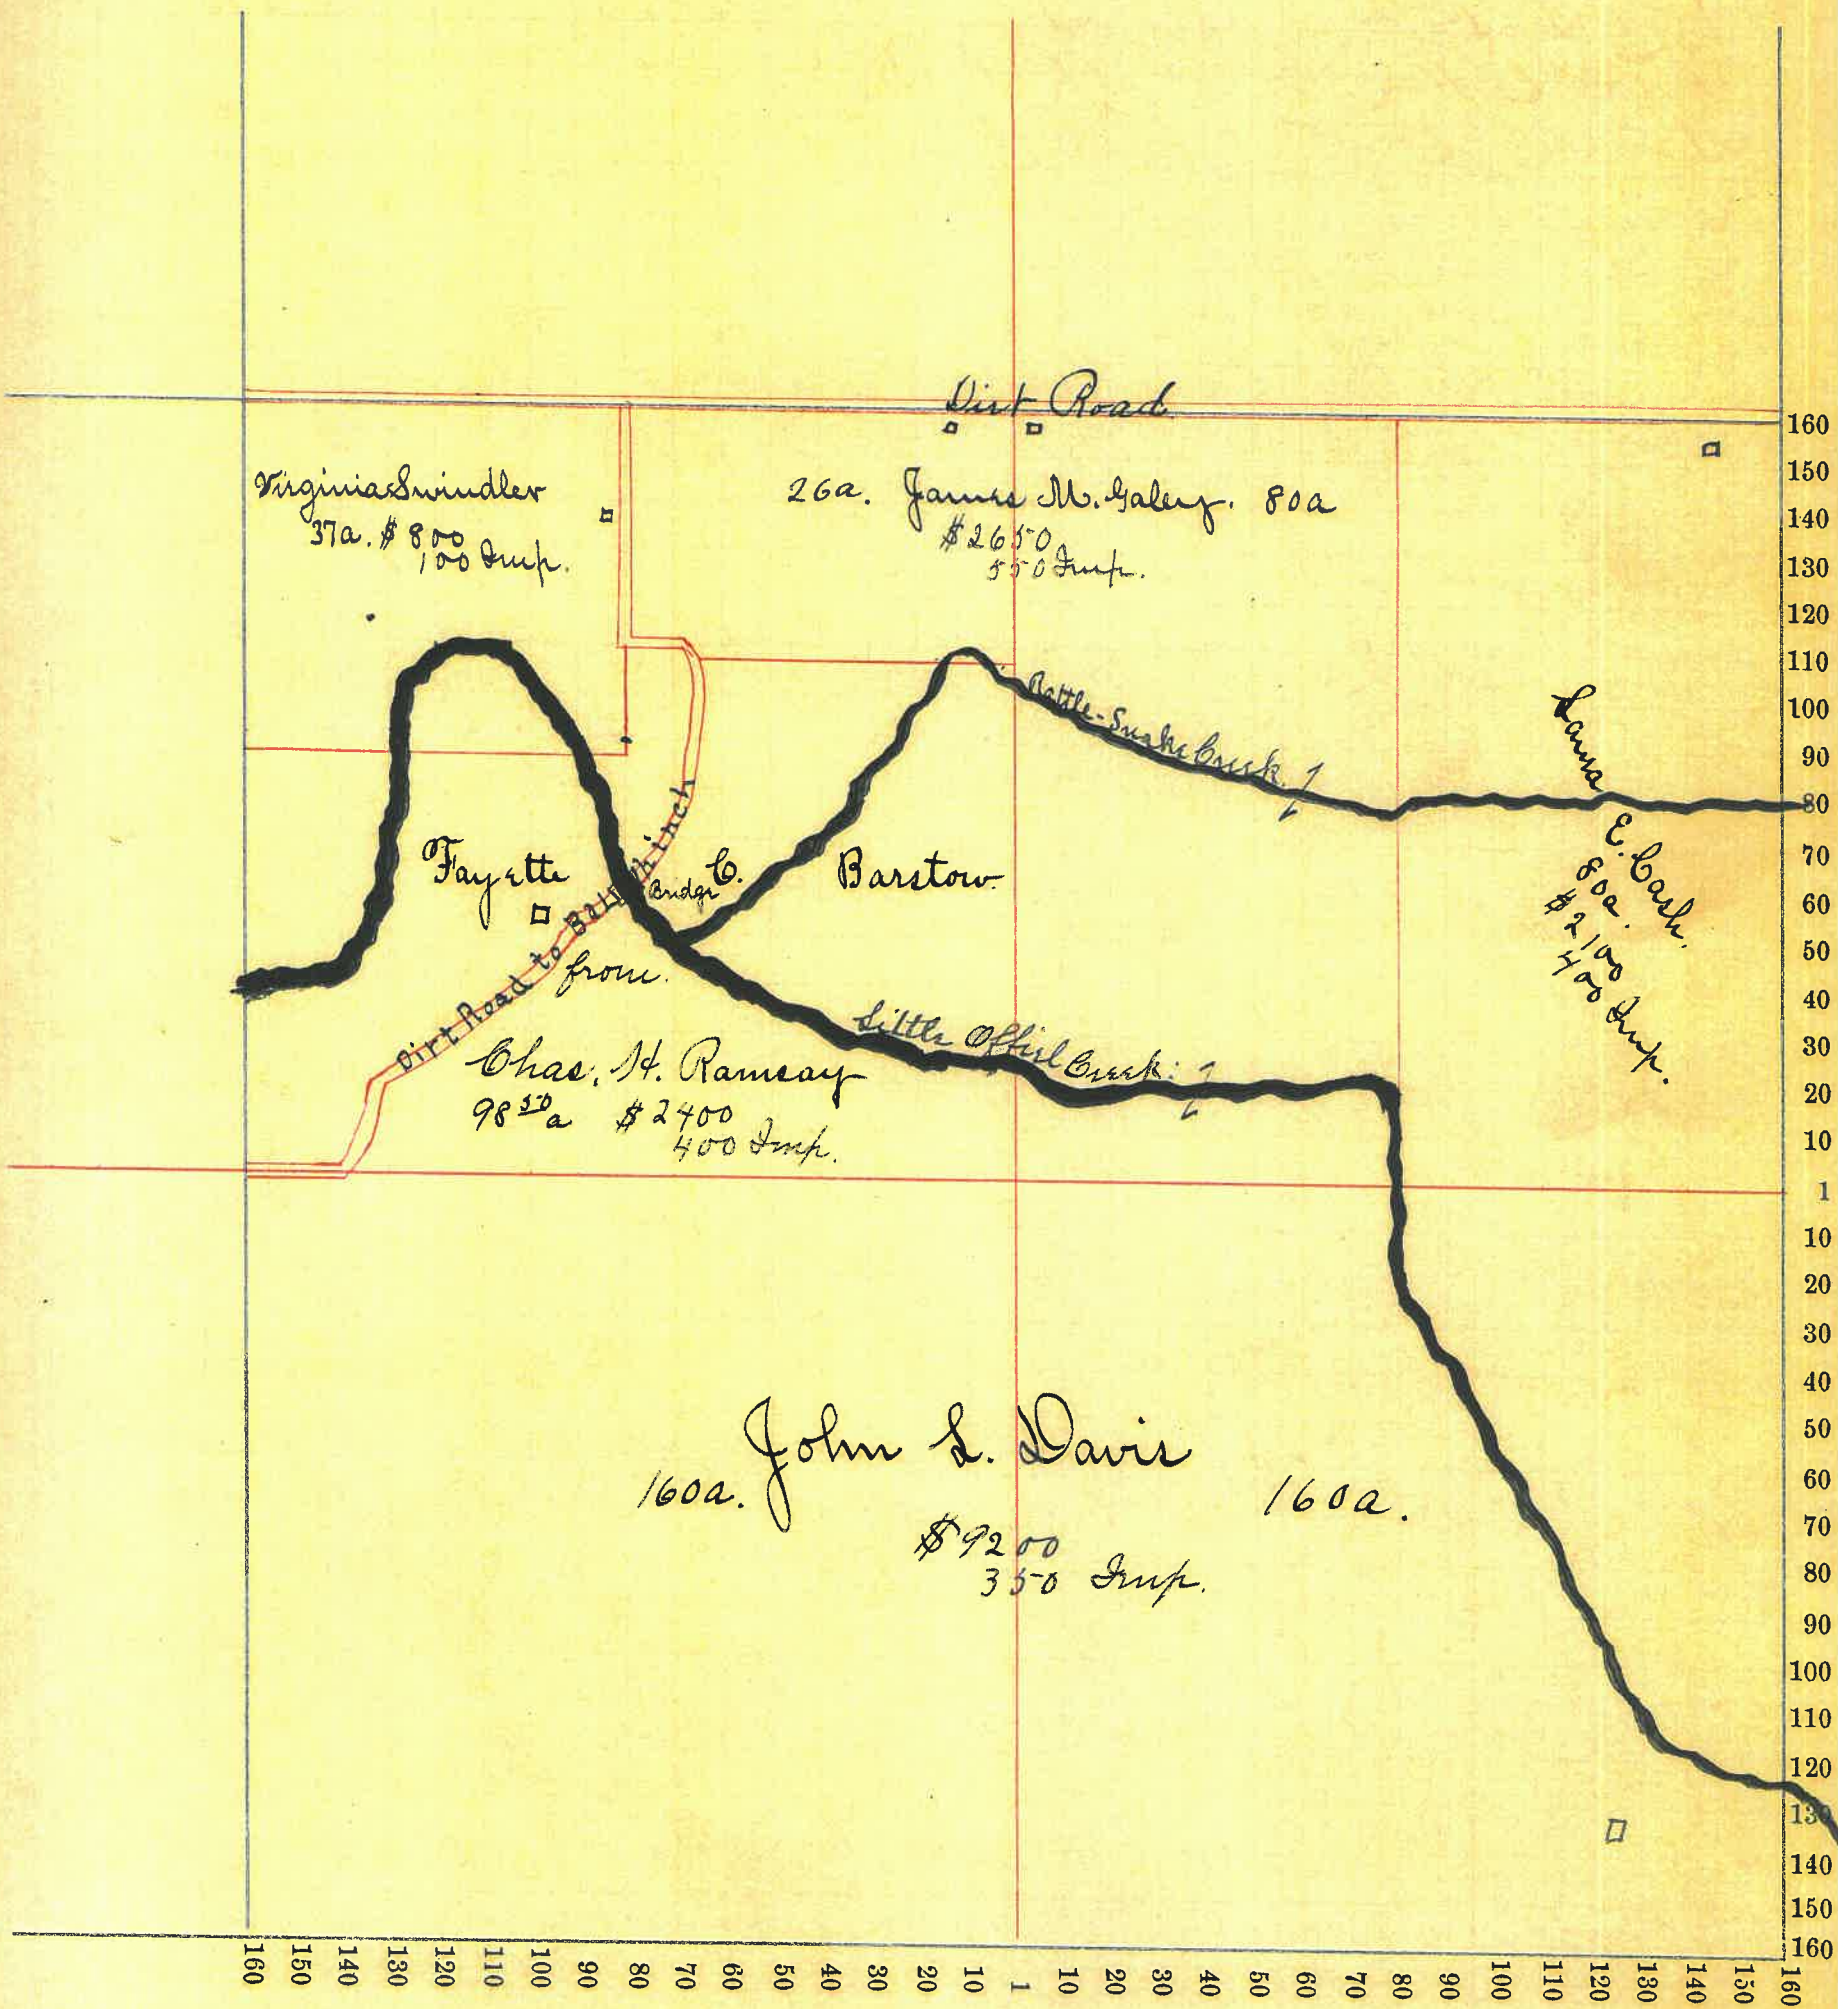 Dirt Road
Virginia Swindler
37a. $800
100 Imp.
26a. James M. Galey. 80a
$2650
550 Imp.
Battle-Snake Creek
Laura E. Cash.
80a.
$2100
400 Imp.
Fayette C. Barstow
Bridge
from.
Dirt Road to
Chas. H. Ramsay
98 50 a $2400
400 Imp.
Little Creek
John L. Davis
160a. 160a.
$9200
350 Imp.
160
150
140
130
120
110
100
90
80
70
60
50
40
30
20
10
1
10
20
30
40
50
60
70
80
90
100
110
120
130
140
150
160
160 150 140 130 120 110 100 90 80 70 60 50 40 30 20 10 1 10 20 30 40 50 60 70 80 90 100 110 120 130 140 150 160